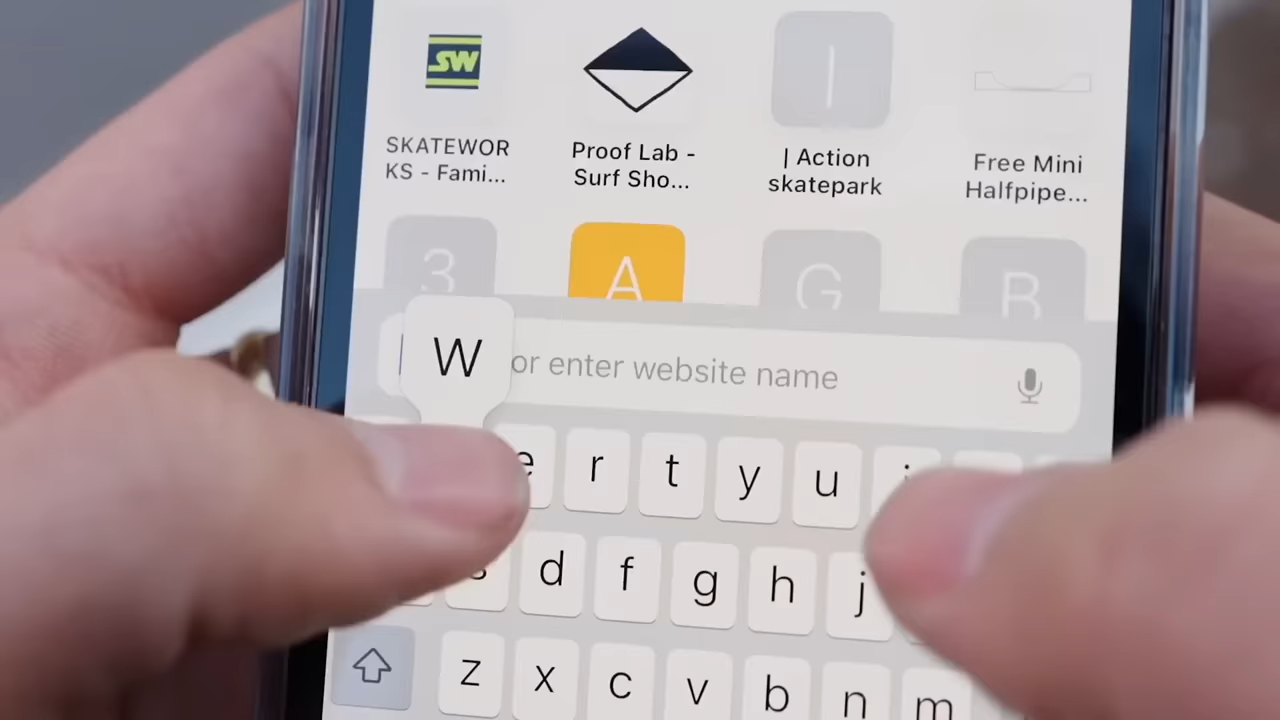 SW
SKATEWOR
KS - Fami...
Proof Lab -
Surf Sho...
| Action
skatepark
Free Mini
Halfpipe...
3 A G B
W
or enter website name
e r t y u i
s d f g h j
z x c v b n m